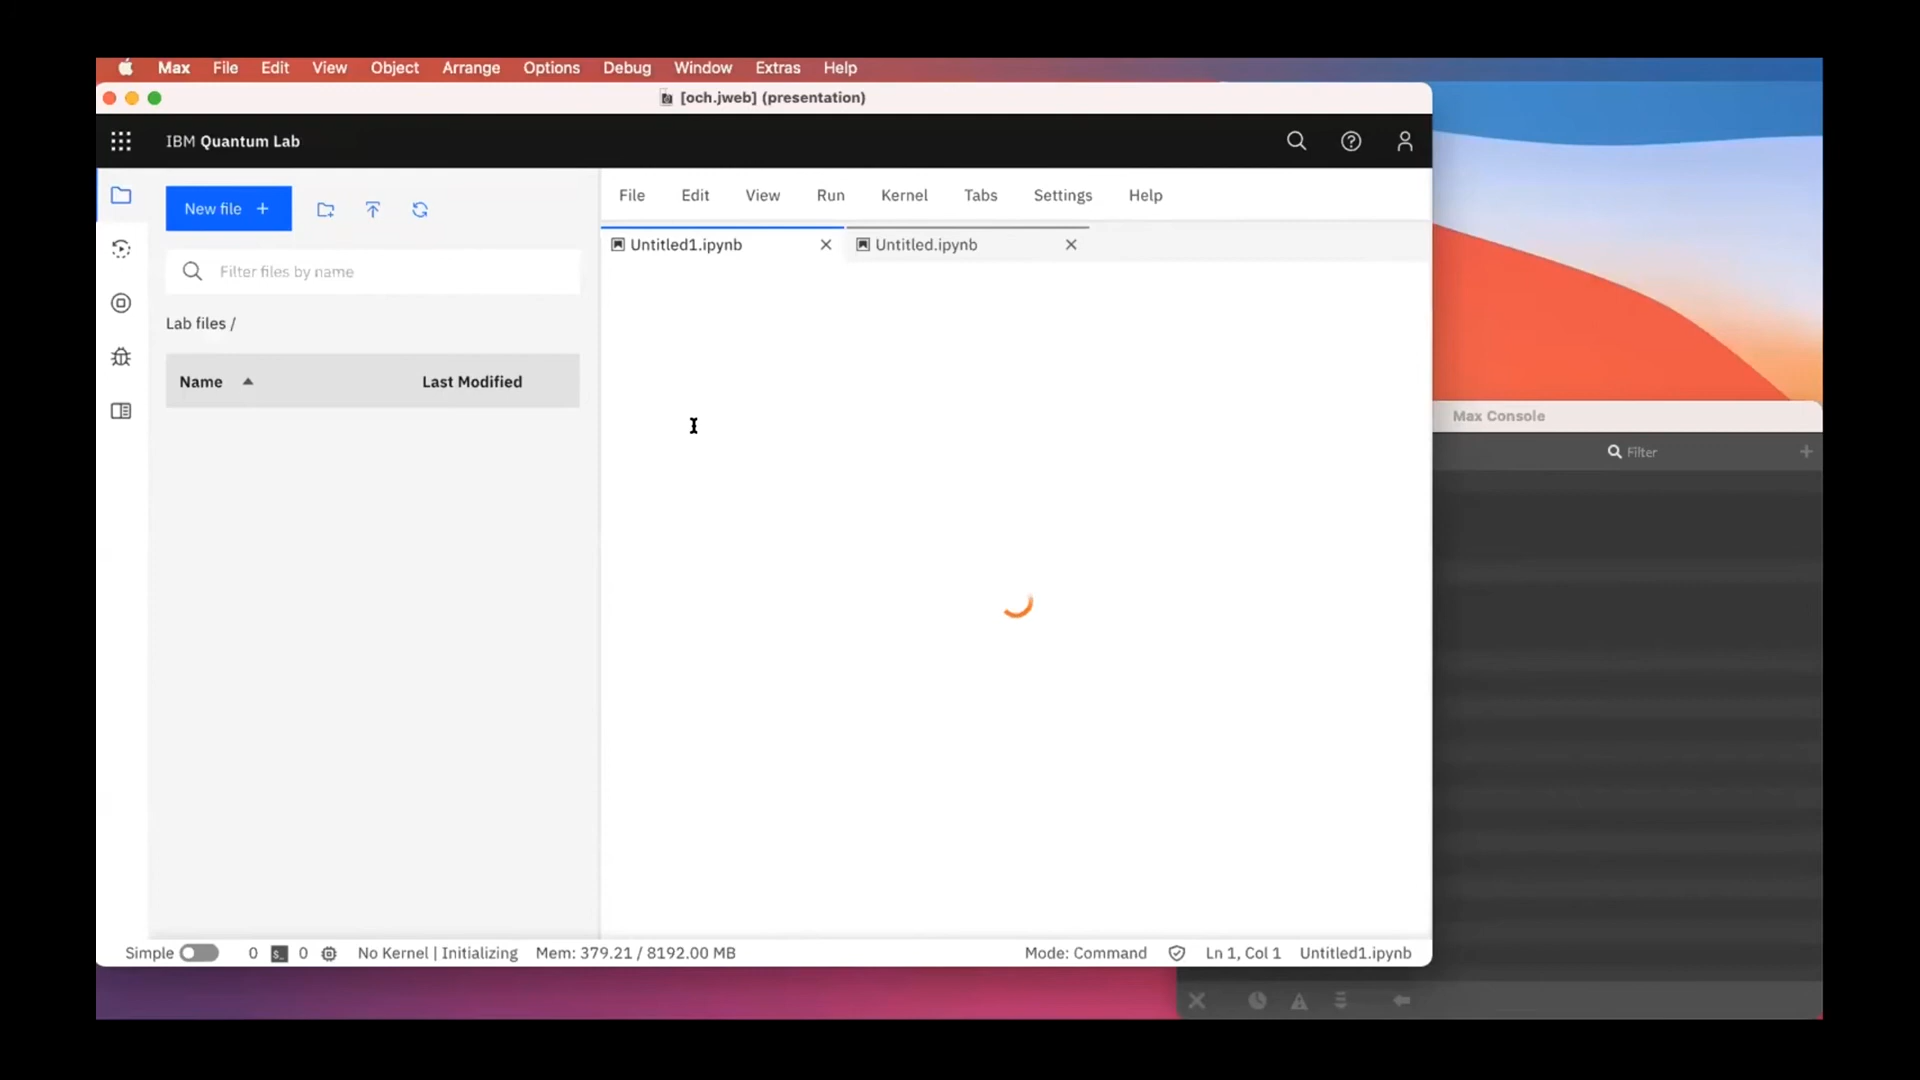 Max File Edit View Object Arrange Options Debug Window Extras Help
[och.jweb] (presentation)
IBM Quantum Lab
New file +
Filter files by name
Lab files /
Name Last Modified
File Edit View Run Kernel Tabs Settings Help
Untitled1.ipynb Untitled.ipynb
Max Console
Filter
Simple 0 0 No Kernel | Initializing Mem: 379.21 / 8192.00 MB Mode: Command Ln 1, Col 1 Untitled1.ipynb